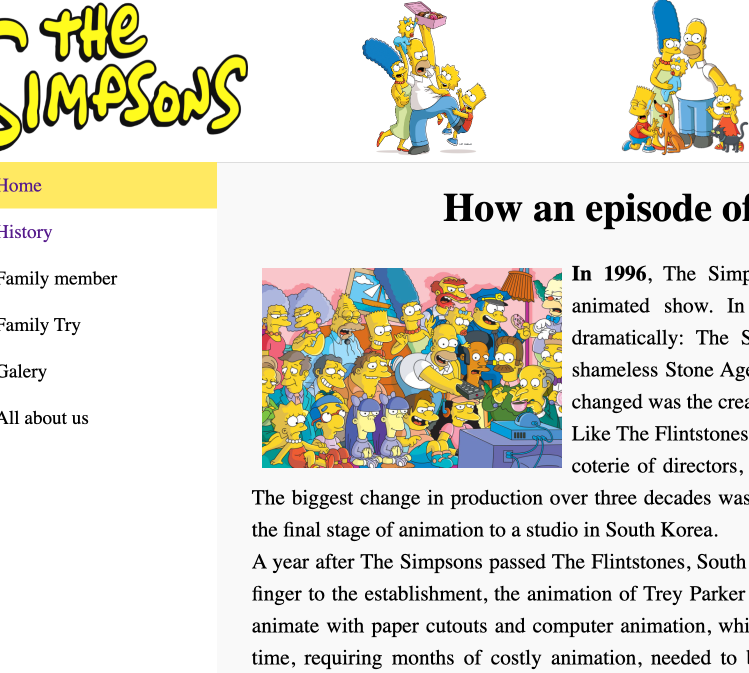 THE
SIMPSONS
Home
History
Family member
Family Try
Galery
All about us
How an episode of
In 1996, The Simp
animated show. In
dramatically: The S
shameless Stone Age
changed was the crea
Like The Flintstones
coterie of directors,
The biggest change in production over three decades was
the final stage of animation to a studio in South Korea.
A year after The Simpsons passed The Flintstones, South
finger to the establishment, the animation of Trey Parker
animate with paper cutouts and computer animation, whi
time, requiring months of costly animation, needed to b